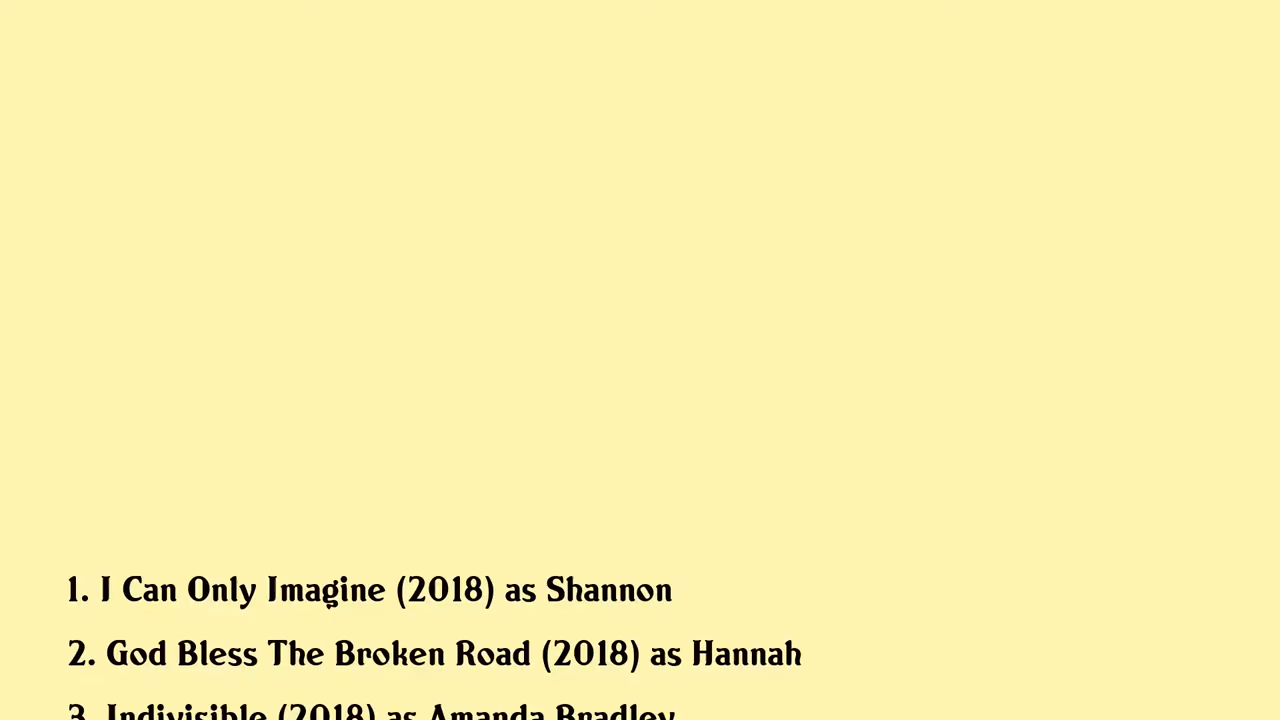 1. I Can Only Imagine (2018) as Shannon
2. God Bless The Broken Road (2018) as Hannah
3. Indivisible (2018) as Amanda Bradley